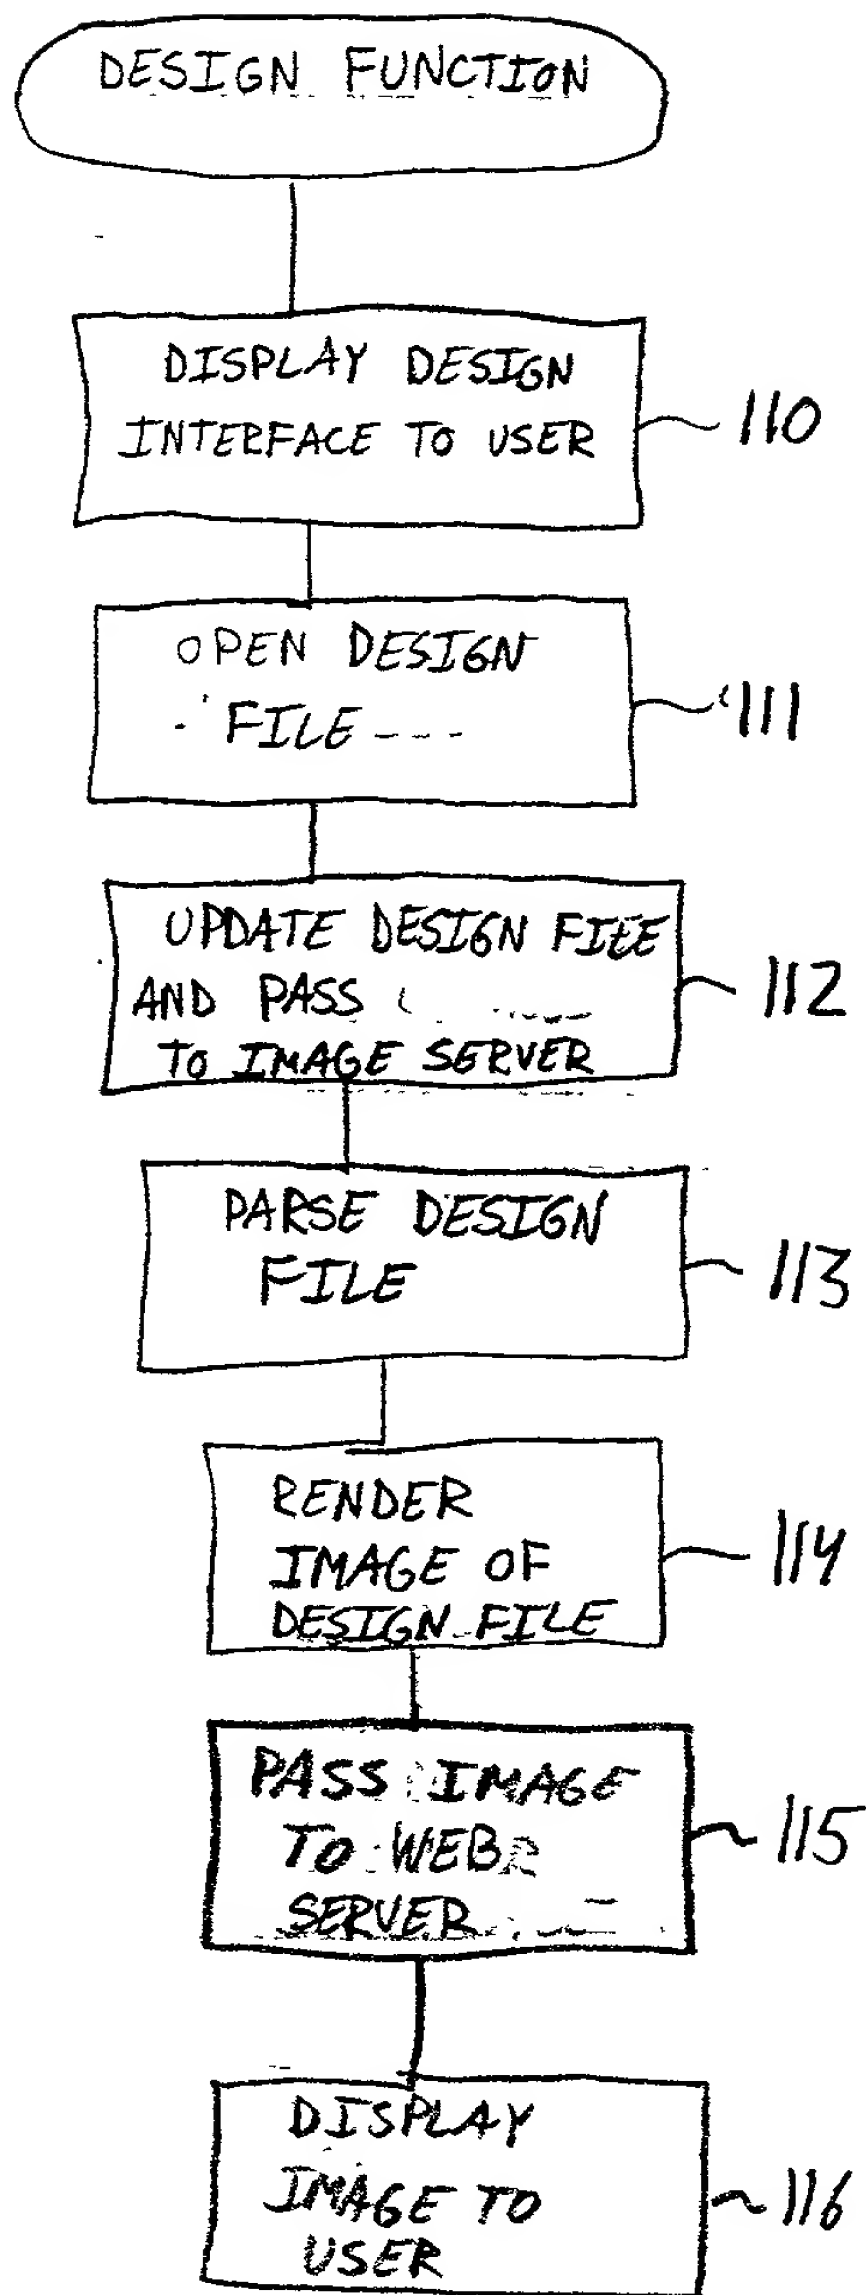 DESIGN FUNCTION
DISPLAY DESIGN
INTERFACE TO USER
110
OPEN DESIGN
FILE
111
UPDATE DESIGN FILE
AND PASS
TO IMAGE SERVER
112
PARSE DESIGN
FILE
113
RENDER
IMAGE OF
DESIGN FILE
114
PASS IMAGE
TO WEB
SERVER
115
DISPLAY
IMAGE TO
USER
116